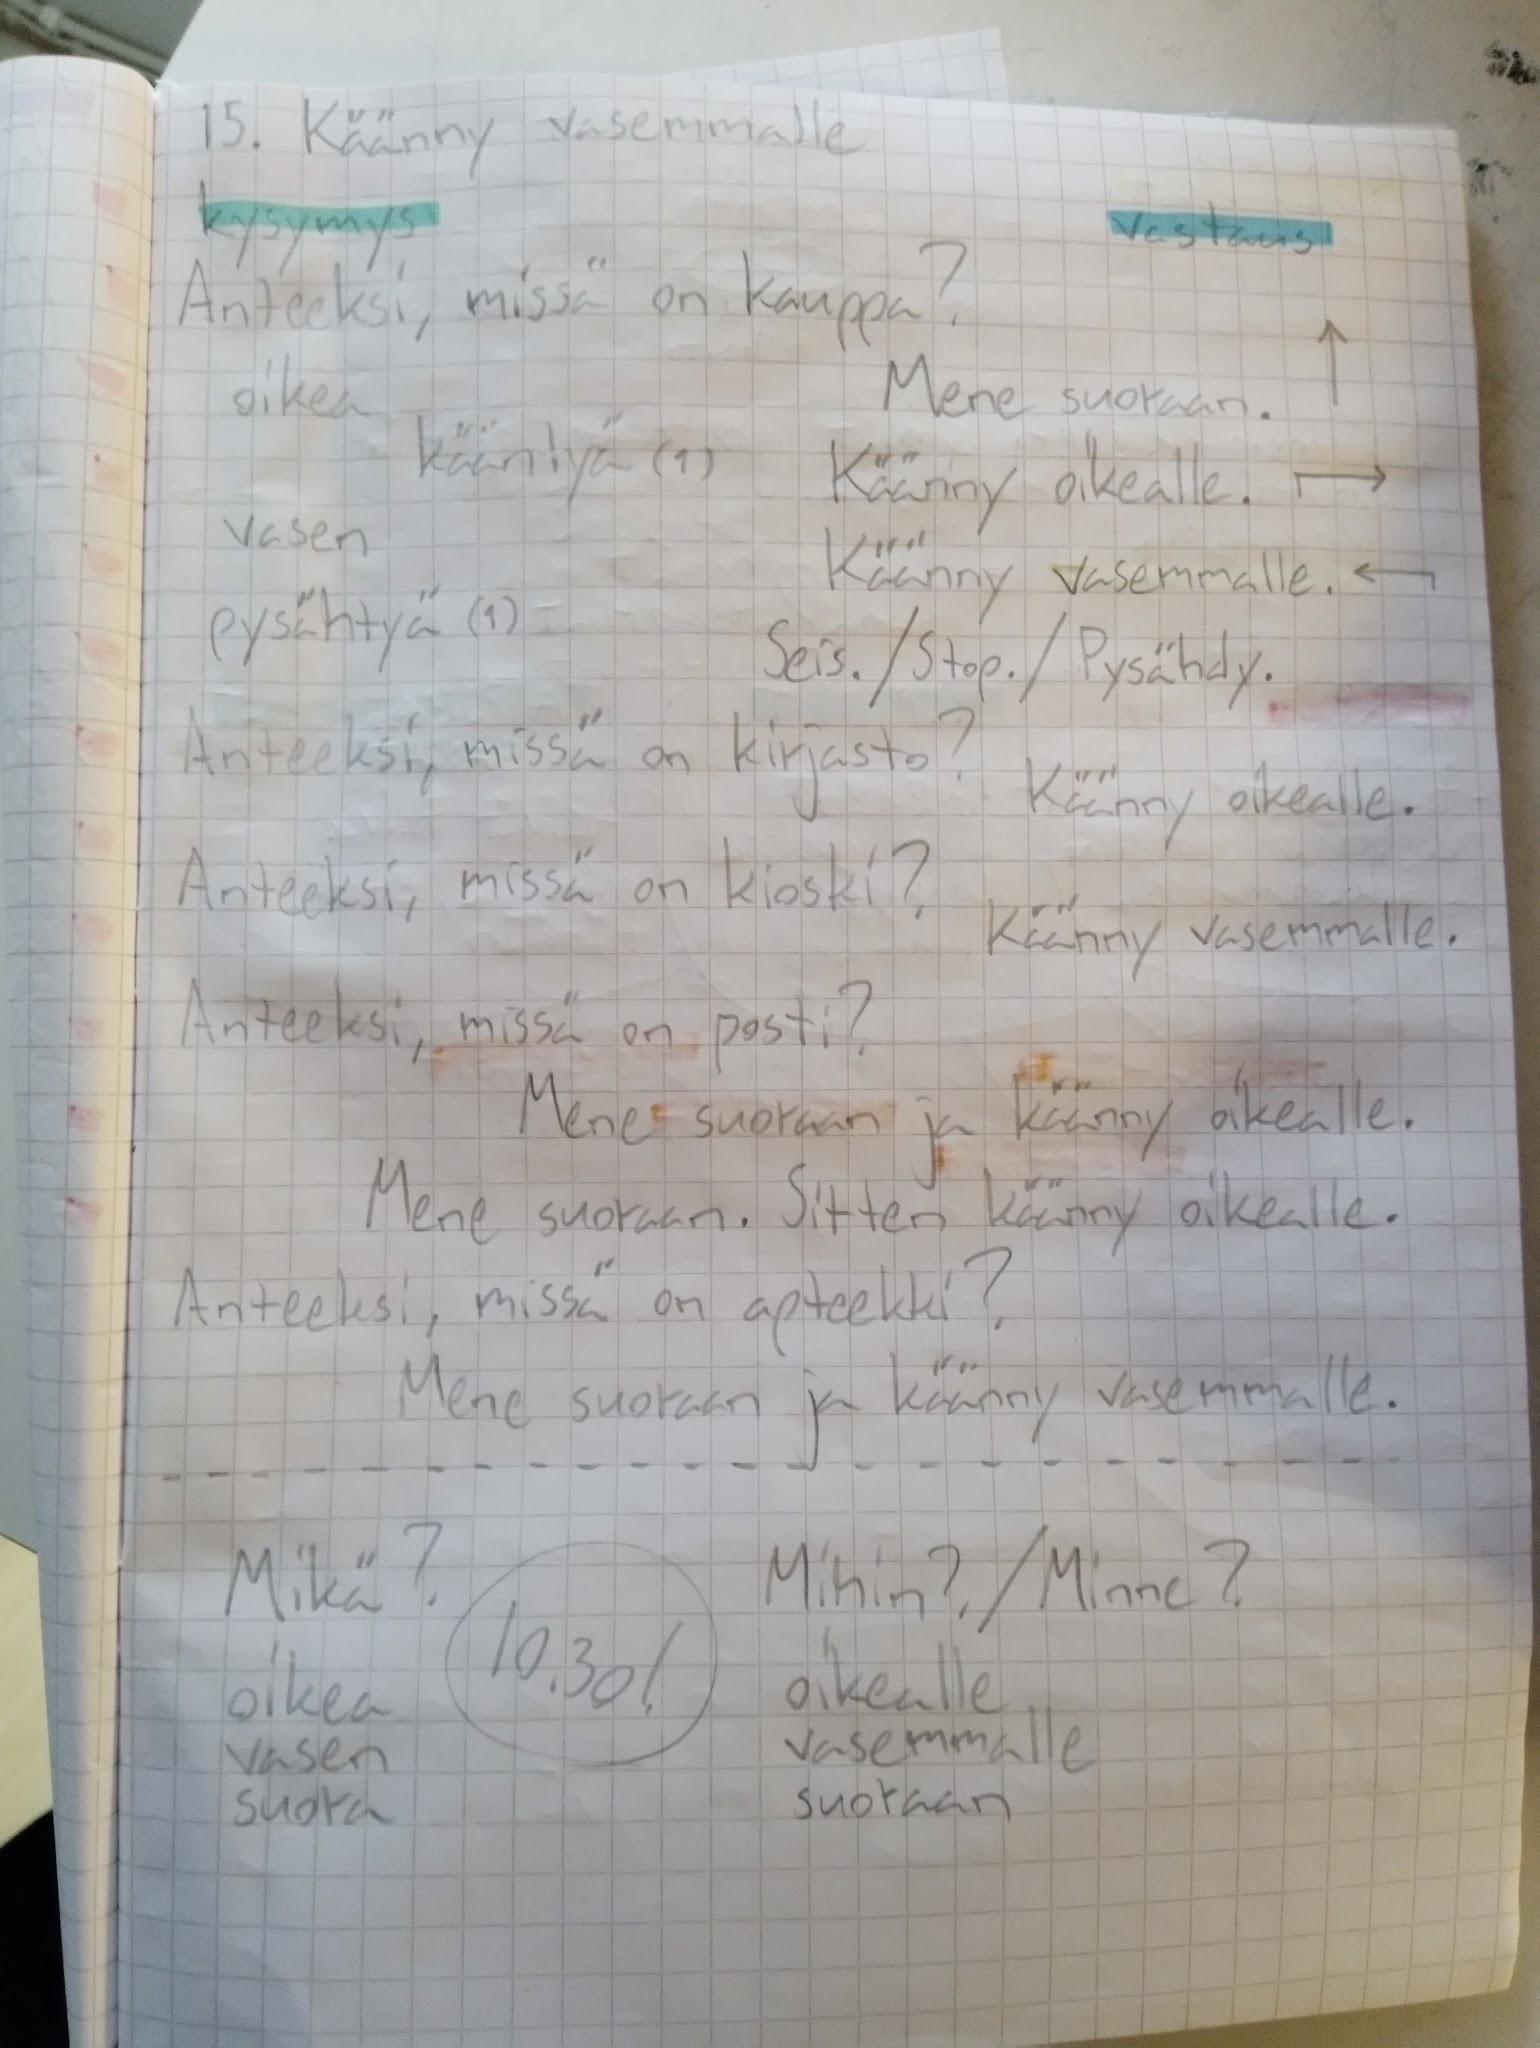 15. Käänny vasemmalle
kysymys vastaus
Anteeksi, missä on kauppa?
oikea Mene suoraan. ↑
kääntyä (1) Käänny oikealle. →
vasen Käänny vasemmalle. ←
pysähtyä (1) Seis. / Stop. / Pysähdy.
Anteeksi, missä on kirjasto?
Käänny oikealle.
Anteeksi, missä on kioski?
Käänny vasemmalle.
Anteeksi, missä on posti?
Mene suoraan ja käänny oikealle.
Mene suoraan. Sitten käänny oikealle.
Anteeksi, missä on apteekki?
Mene suoraan ja käänny vasemmalle.
Mikä? Mihin? / Minne?
10.30!
oikea oikealle
vasen vasemmalle
suora suoraan